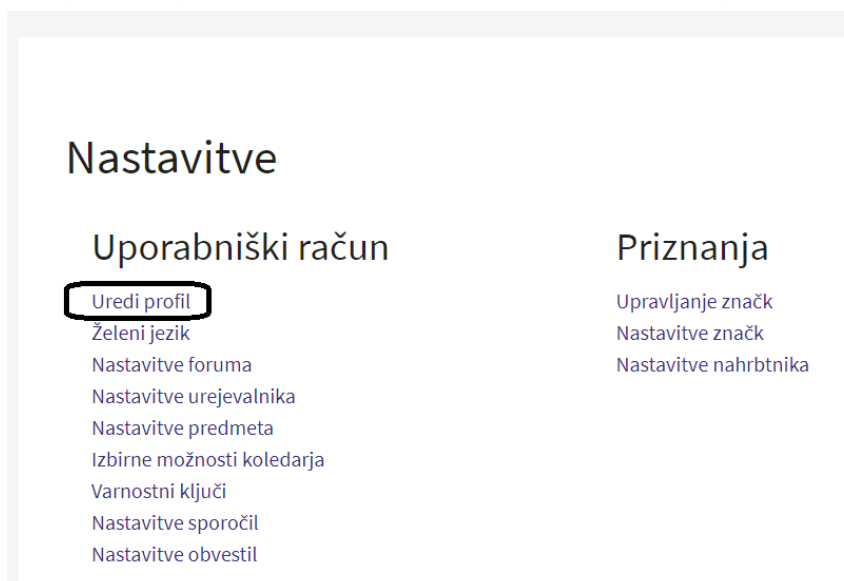 Nastavitve
Uporabniški račun
Uredi profil
Želeni jezik
Nastavitve foruma
Nastavitve urejevalnika
Nastavitve predmeta
Izbirne možnosti koledarja
Varnostni ključi
Nastavitve sporočil
Nastavitve obvestil
Priznanja
Upravljanje značk
Nastavitve značk
Nastavitve nahrbtnika